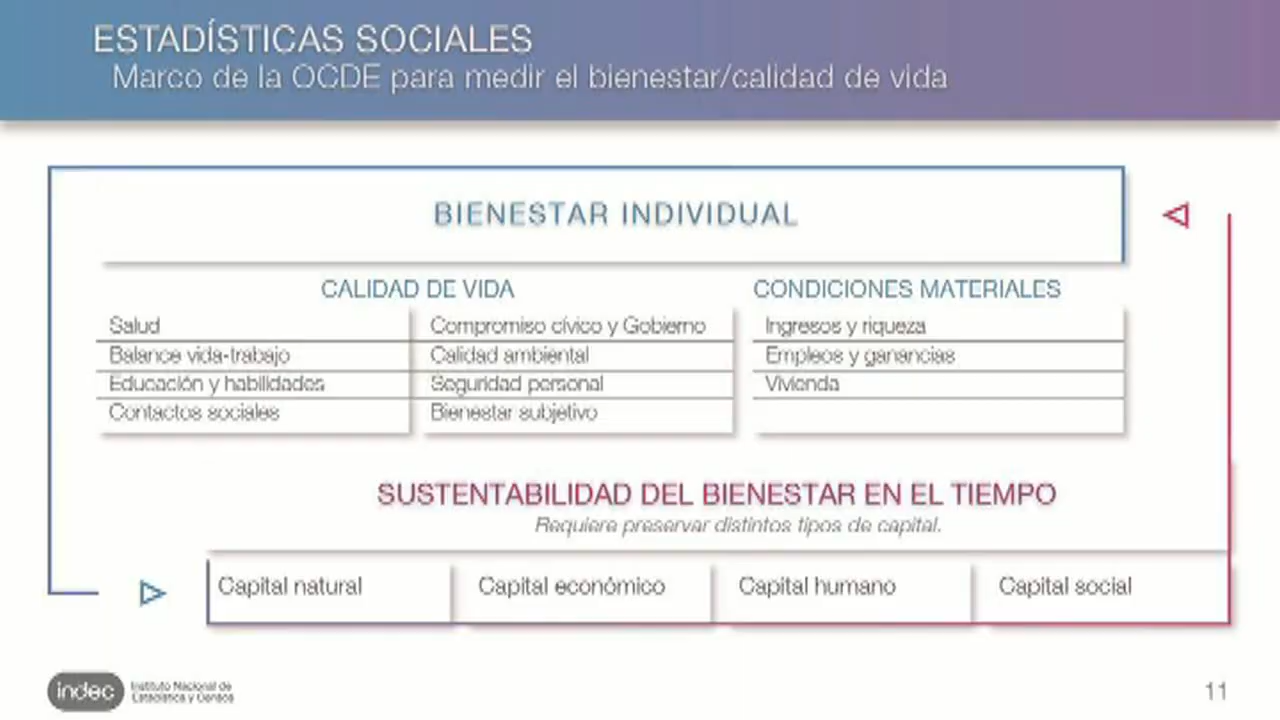 ESTADÍSTICAS SOCIALES
Marco de la OCDE para medir el bienestar/calidad de vida
BIENESTAR INDIVIDUAL
CALIDAD DE VIDA
Salud
Balance vida-trabajo
Educación y habilidades
Contactos sociales
Compromiso cívico y Gobierno
Calidad ambiental
Seguridad personal
Bienestar subjetivo
CONDICIONES MATERIALES
Ingresos y riqueza
Empleos y ganancias
Vivienda
SUSTENTABILIDAD DEL BIENESTAR EN EL TIEMPO
Requiere preservar distintos tipos de capital.
Capital natural
Capital económico
Capital humano
Capital social
indec
Instituto Nacional de
Estadística y Censos
11